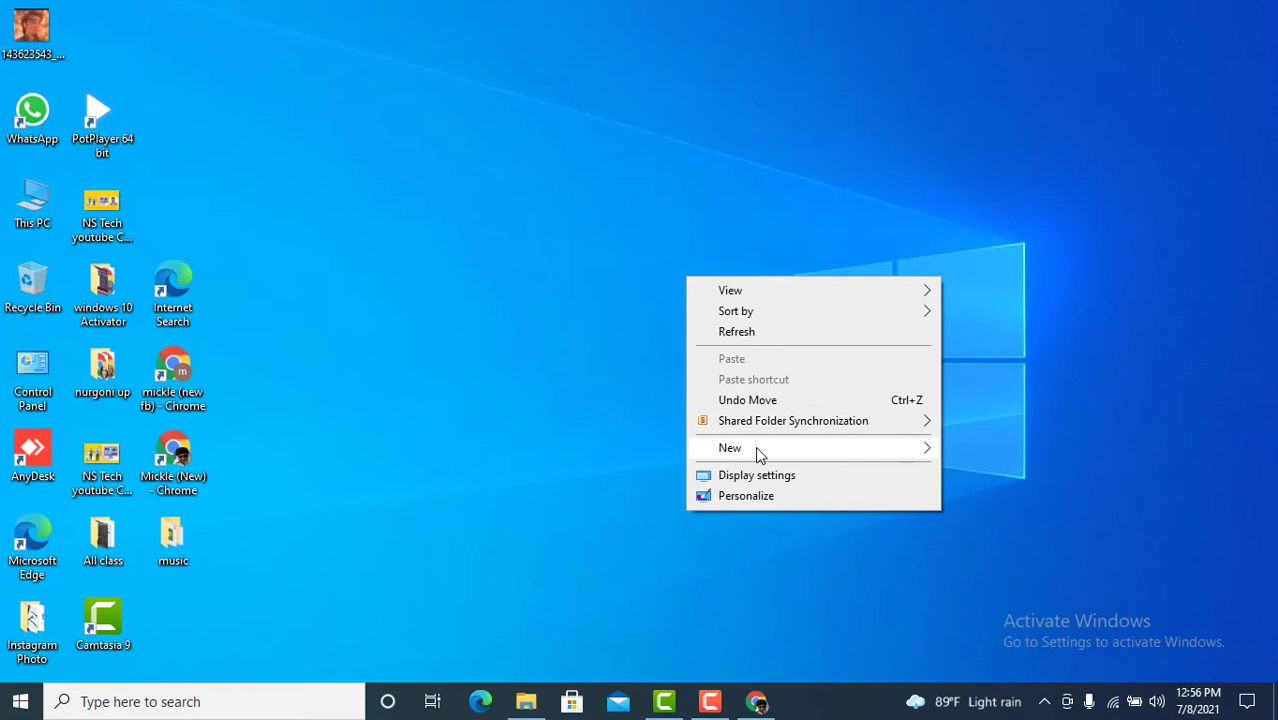 143623543_...
WhatsApp
PotPlayer 64
bit
This PC
NS Tech
youtube C...
Recycle Bin
windows 10
Activator
Internet
Search
Control
Panel
nurgoni up
mickle (new
fb) - Chrome
AnyDesk
NS Tech
youtube C...
Mickle (New)
- Chrome
Microsoft
Edge
All class
music
Instagram
Photo
Camtasia 9
View
Sort by
Refresh
Paste
Paste shortcut
Undo Move Ctrl+Z
Shared Folder Synchronization
New
Display settings
Personalize
Activate Windows
Go to Settings to activate Windows.
Type here to search
89°F Light rain
12:56 PM
7/8/2021